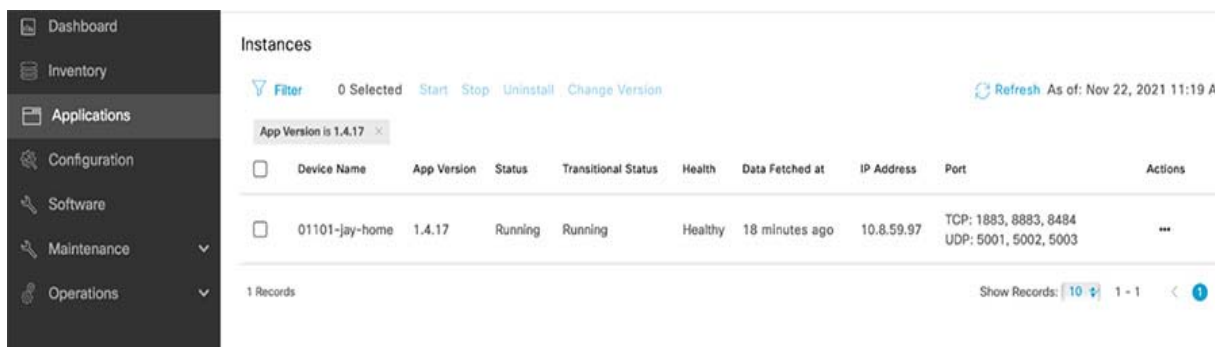 Dashboard
Inventory
Applications
Configuration
Software
Maintenance
Operations
Instances
Filter 0 Selected Start Stop Uninstall Change Version Refresh As of: Nov 22, 2021 11:19 A
App Version is 1.4.17 ×
Device Name App Version Status Transitional Status Health Data Fetched at IP Address Port Actions
01101-jay-home 1.4.17 Running Running Healthy 18 minutes ago 10.8.59.97 TCP: 1883, 8883, 8484
UDP: 5001, 5002, 5003
1 Records Show Records: 10 1 - 1 < 1